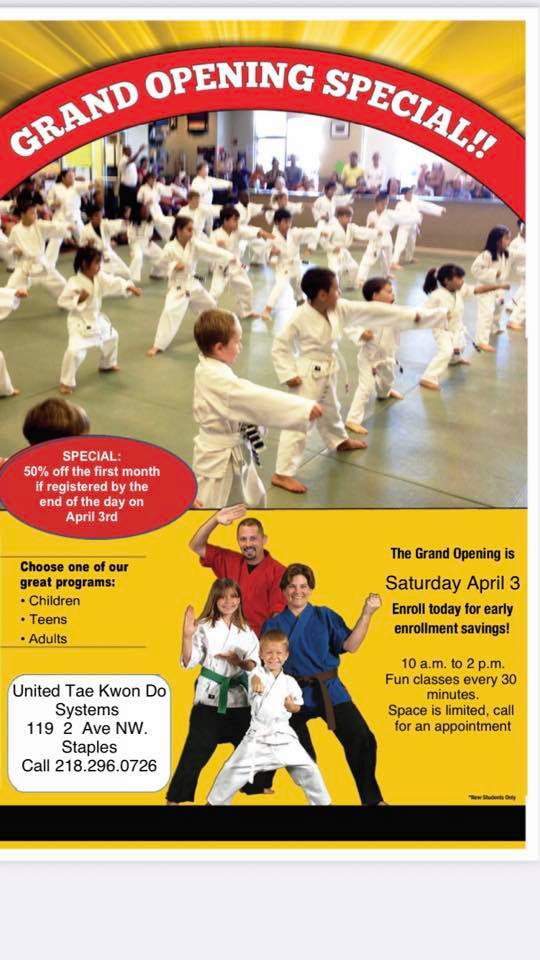 GRAND OPENING SPECIAL!!
SPECIAL:
50% off the first month
if registered by the
end of the day on
April 3rd
Choose one of our
great programs:
• Children
• Teens
• Adults
United Tae Kwon Do
Systems
119 2 Ave NW.
Staples
Call 218.296.0726
The Grand Opening is
Saturday April 3
Enroll today for early
enrollment savings!
10 a.m. to 2 p.m.
Fun classes every 30
minutes.
Space is limited, call
for an appointment
*New Students Only